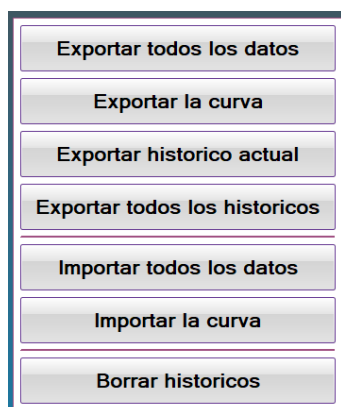 Exportar todos los datos
Exportar la curva
Exportar historico actual
Exportar todos los historicos
Importar todos los datos
Importar la curva
Borrar historicos